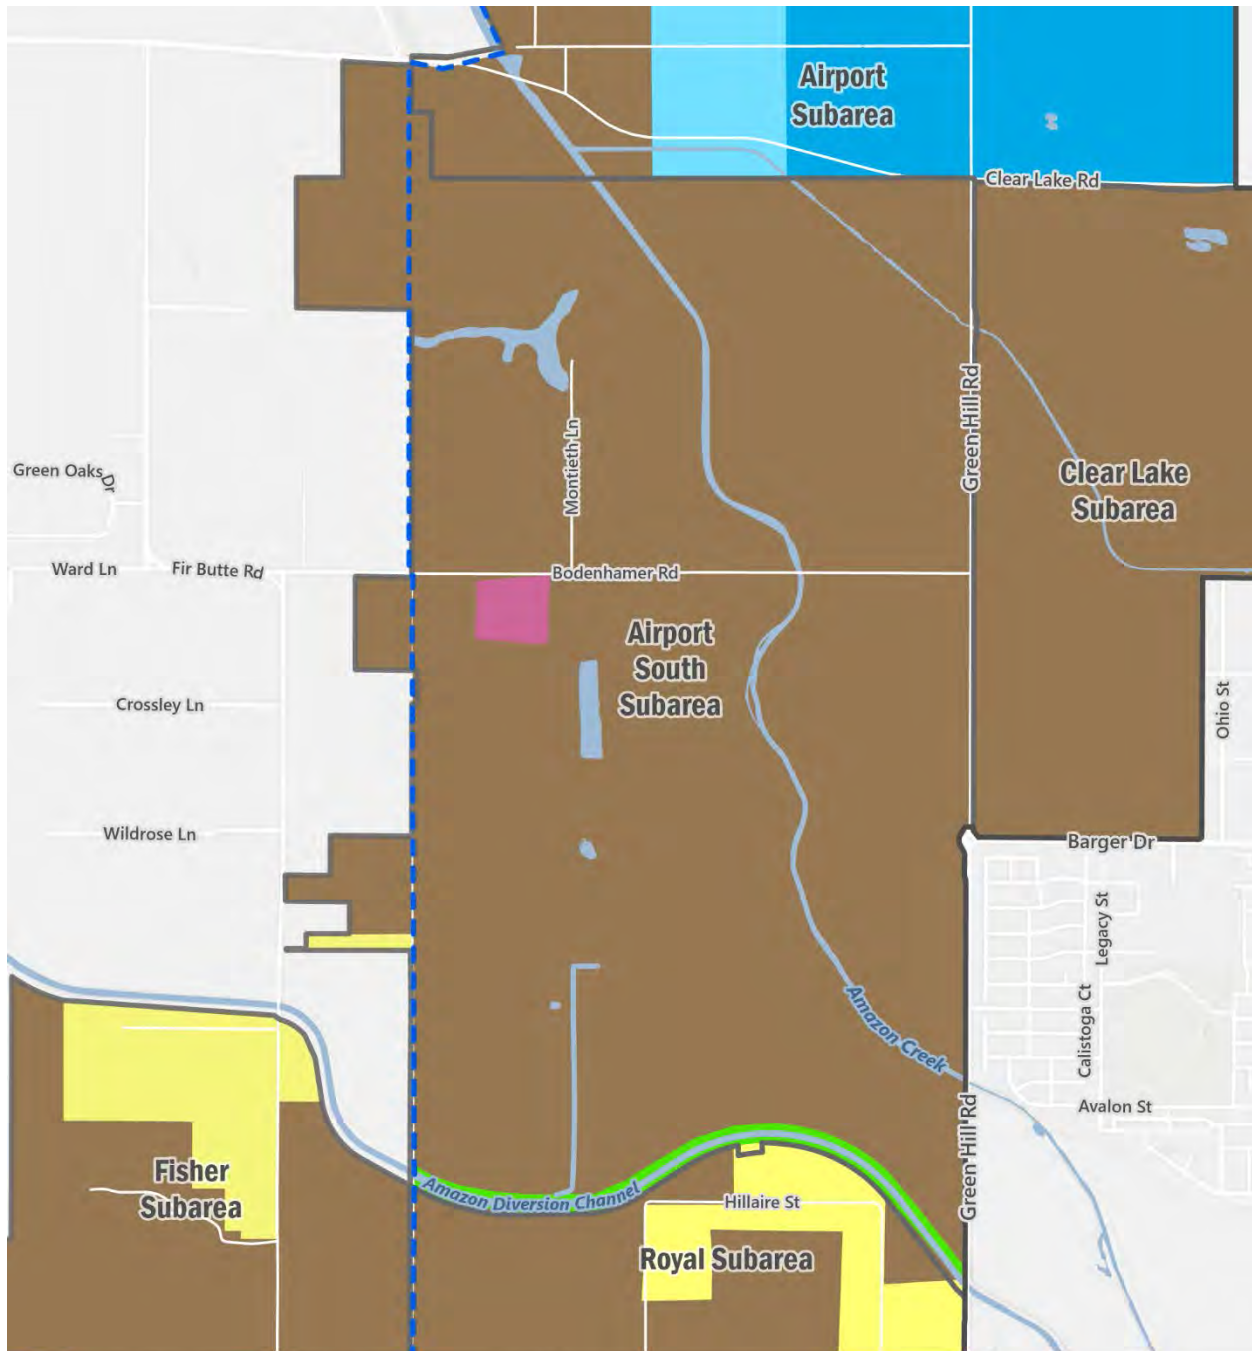 Airport
Subarea
Clear Lake Rd
Green Hill Rd
Montieth Ln
Green Oaks Dr
Clear Lake
Subarea
Ward Ln
Fir Butte Rd
Bodenhamer Rd
Airport
South
Subarea
Crossley Ln
Ohio St
Wildrose Ln
Barger Dr
Legacy St
Amazon Creek
Calistoga Ct
Avalon St
Green Hill Rd
Fisher
Subarea
Amazon Diversion Channel
Hillaire St
Royal Subarea